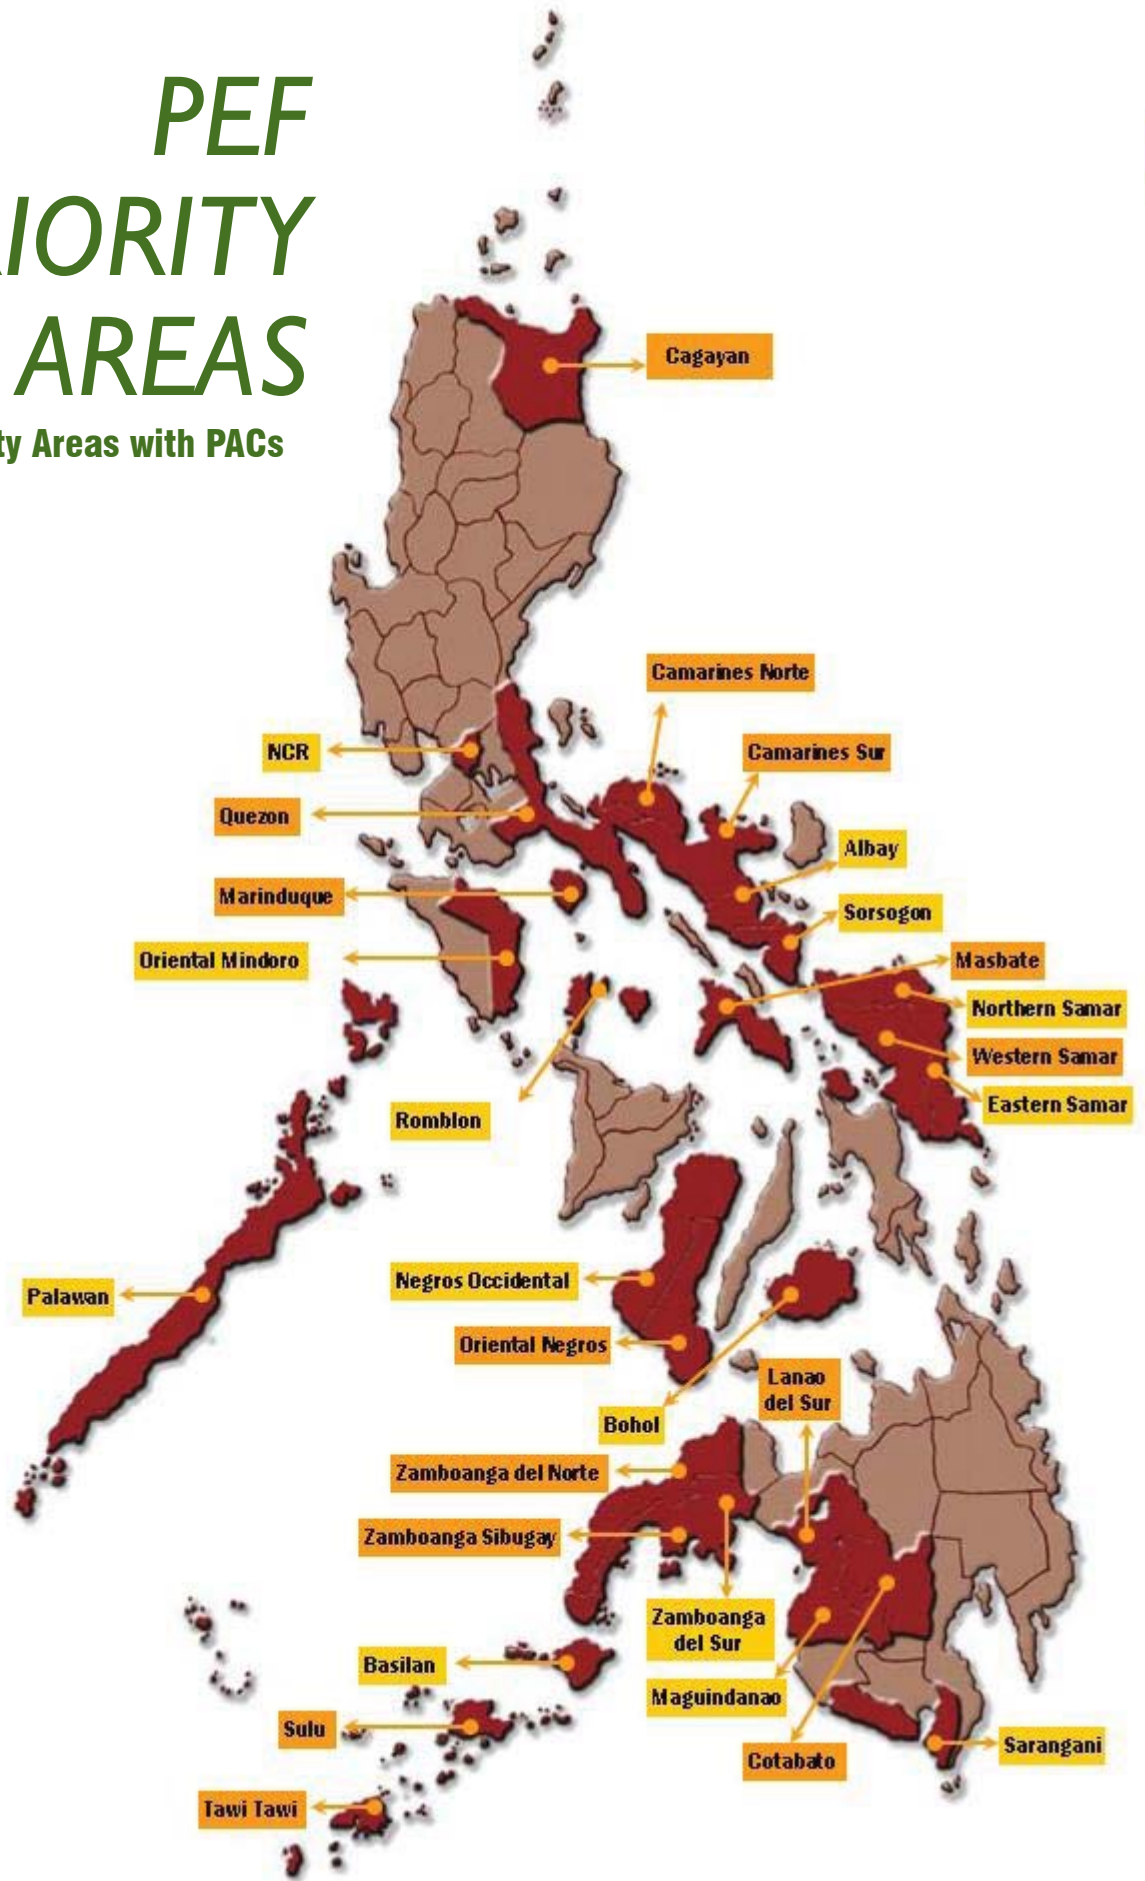 PEF
RIORITY
AREAS
ty Areas with PACs
Cagayan
Camarines Norte
NCR
Camarines Sur
Quezon
Albay
Marinduque
Sorsogon
Oriental Mindoro
Masbate
Northern Samar
Western Samar
Eastern Samar
Romblon
Palawan
Negros Occidental
Oriental Negros
Lanao
del Sur
Bohol
Zamboanga del Norte
Zamboanga Sibugay
Zamboanga
del Sur
Basilan
Maguindanao
Sulu
Sarangani
Cotabato
Tawi Tawi